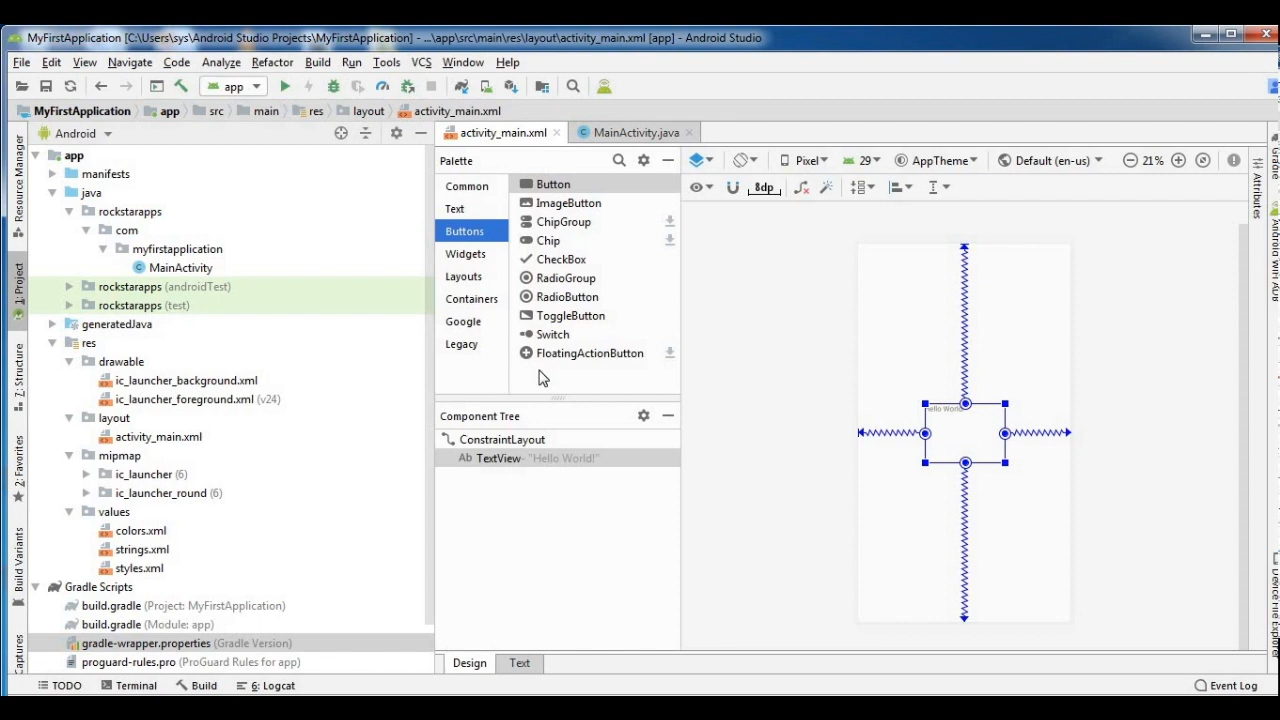 MyFirstApplication [C:\Users\sys\Android Studio Projects\MyFirstApplication] - ...\app\src\main\res\layout\activity_main.xml [app] - Android Studio
File Edit View Navigate Code Analyze Refactor Build Run Tools VCS Window Help
app
MyFirstApplication app src main res layout activity_main.xml
Android
activity_main.xml
MainActivity.java
Resource Manager
1: Project
7: Structure
2: Favorites
Build Variants
Captures
app
manifests
java
rockstarapps
com
myfirstapplication
MainActivity
rockstarapps (androidTest)
rockstarapps (test)
generatedJava
res
drawable
ic_launcher_background.xml
ic_launcher_foreground.xml (v24)
layout
activity_main.xml
mipmap
ic_launcher (6)
ic_launcher_round (6)
values
colors.xml
strings.xml
styles.xml
Gradle Scripts
build.gradle (Project: MyFirstApplication)
build.gradle (Module: app)
gradle-wrapper.properties (Gradle Version)
proguard-rules.pro (ProGuard Rules for app)
Palette
Common
Text
Buttons
Widgets
Layouts
Containers
Google
Legacy
Button
ImageButton
ChipGroup
Chip
CheckBox
RadioGroup
RadioButton
ToggleButton
Switch
FloatingActionButton
Component Tree
ConstraintLayout
Ab TextView- "Hello World!"
Pixel 29 AppTheme Default (en-us) 21%
8dp
Attributes
Gradle
Device File Explorer
Design Text
TODO Terminal Build 6: Logcat Event Log